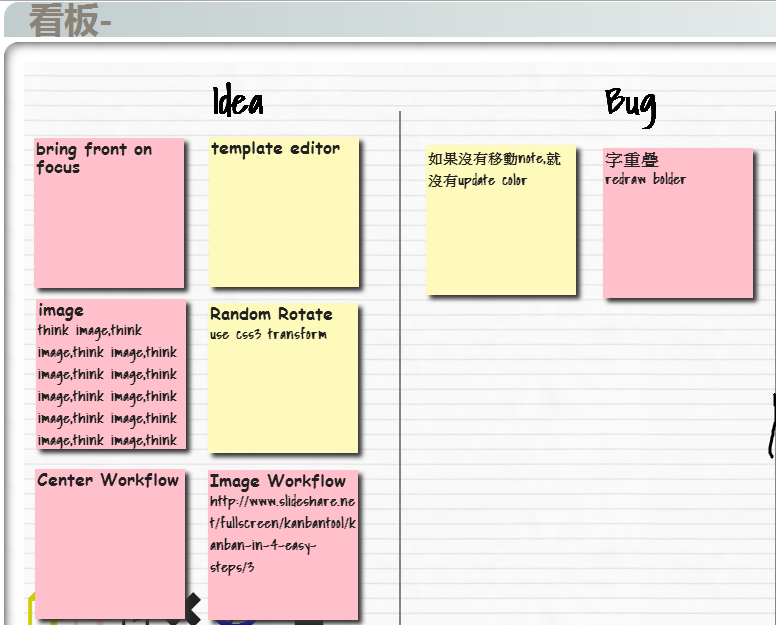 看板-
Idea
Bug
bring front on
focus
template editor
如果沒有移動note,就
沒有update color
字重疊
redraw bolder
image
think image,think
image,think image,think
image,think image,think
image,think image,think
image,think image,think
image,think image,think
Random Rotate
use css3 transform
Center Workflow
Image Workflow
http://www.slideshare.ne
t/fullscreen/kanbantool/k
anban-in-4-easy-
steps/3